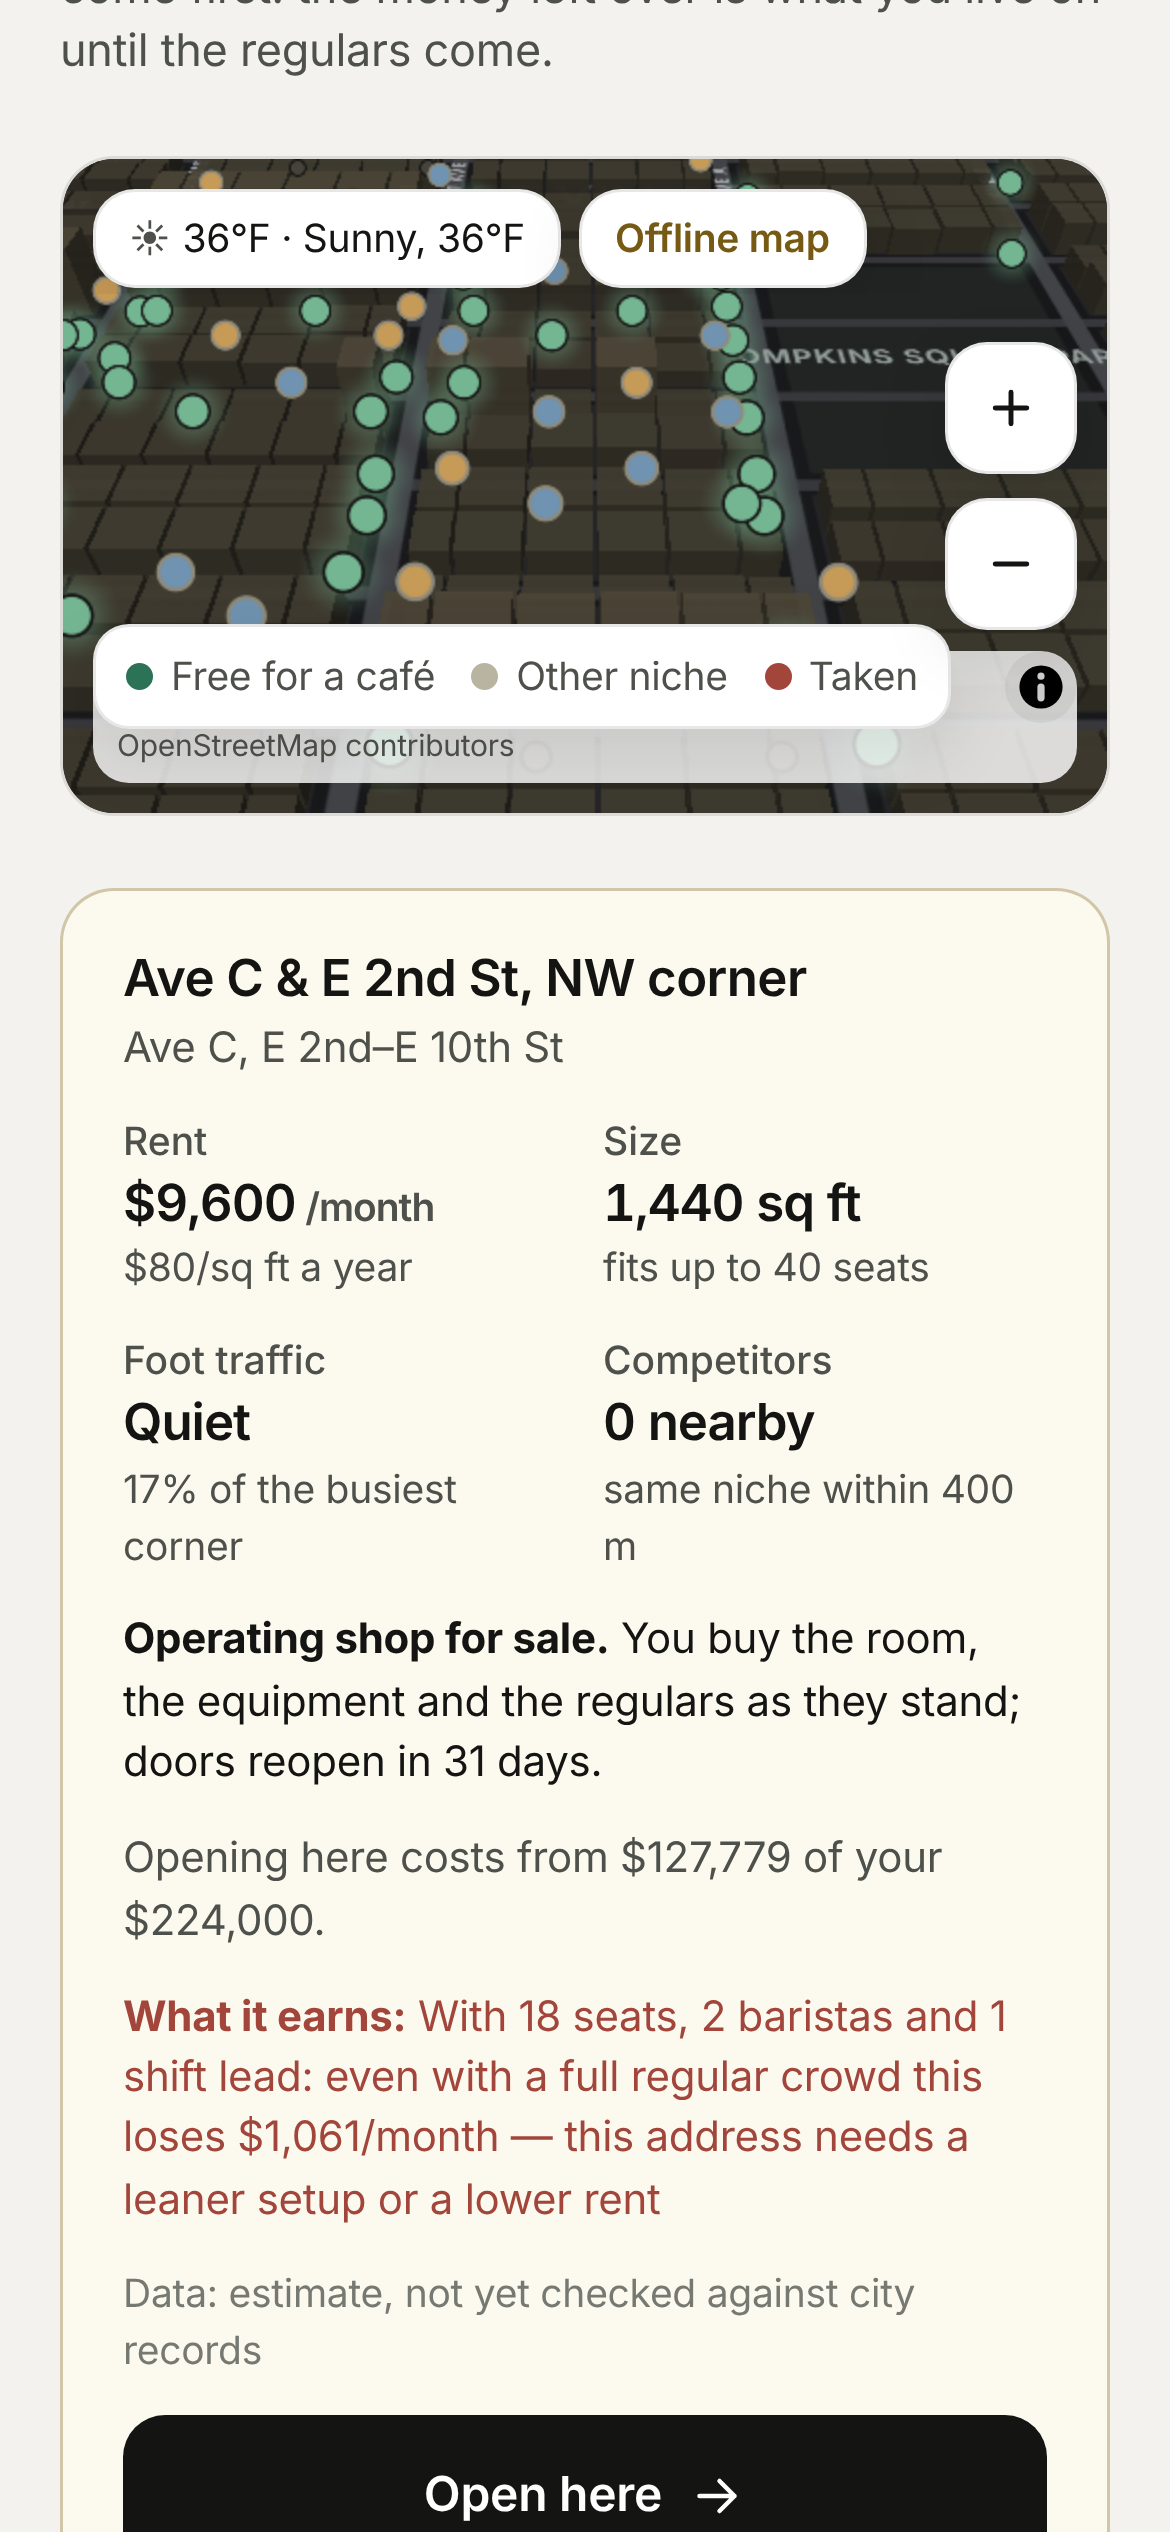 until the regulars come.
36°F · Sunny, 36°F
Offline map
+
−
Free for a café
Other niche
Taken
OpenStreetMap contributors
Ave C & E 2nd St, NW corner
Ave C, E 2nd–E 10th St
Rent
$9,600 /month
$80/sq ft a year
Size
1,440 sq ft
fits up to 40 seats
Foot traffic
Quiet
17% of the busiest
corner
Competitors
0 nearby
same niche within 400
m
Operating shop for sale. You buy the room,
the equipment and the regulars as they stand;
doors reopen in 31 days.
Opening here costs from $127,779 of your
$224,000.
What it earns: With 18 seats, 2 baristas and 1
shift lead: even with a full regular crowd this
loses $1,061/month — this address needs a
leaner setup or a lower rent
Data: estimate, not yet checked against city
records
Open here →